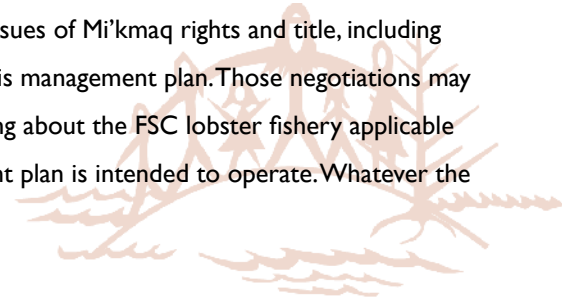 sues of Mi’kmaq rights and title, including
is management plan. Those negotiations may
ng about the FSC lobster fishery applicable
nt plan is intended to operate. Whatever the